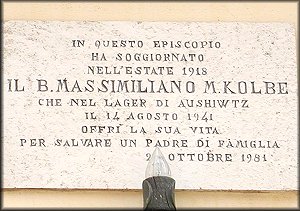 IN QUESTO EPISCOPIO
HA SOGGIORNATO
NELL'ESTATE 1918
IL B. MASSIMILIANO M. KOLBE
CHE NEL LAGER DI AUSHIWTZ
IL 14 AGOSTO 1941
OFFRÌ LA SUA VITA
PER SALVARE UN PADRE DI FAMIGLIA
OTTOBRE 1981